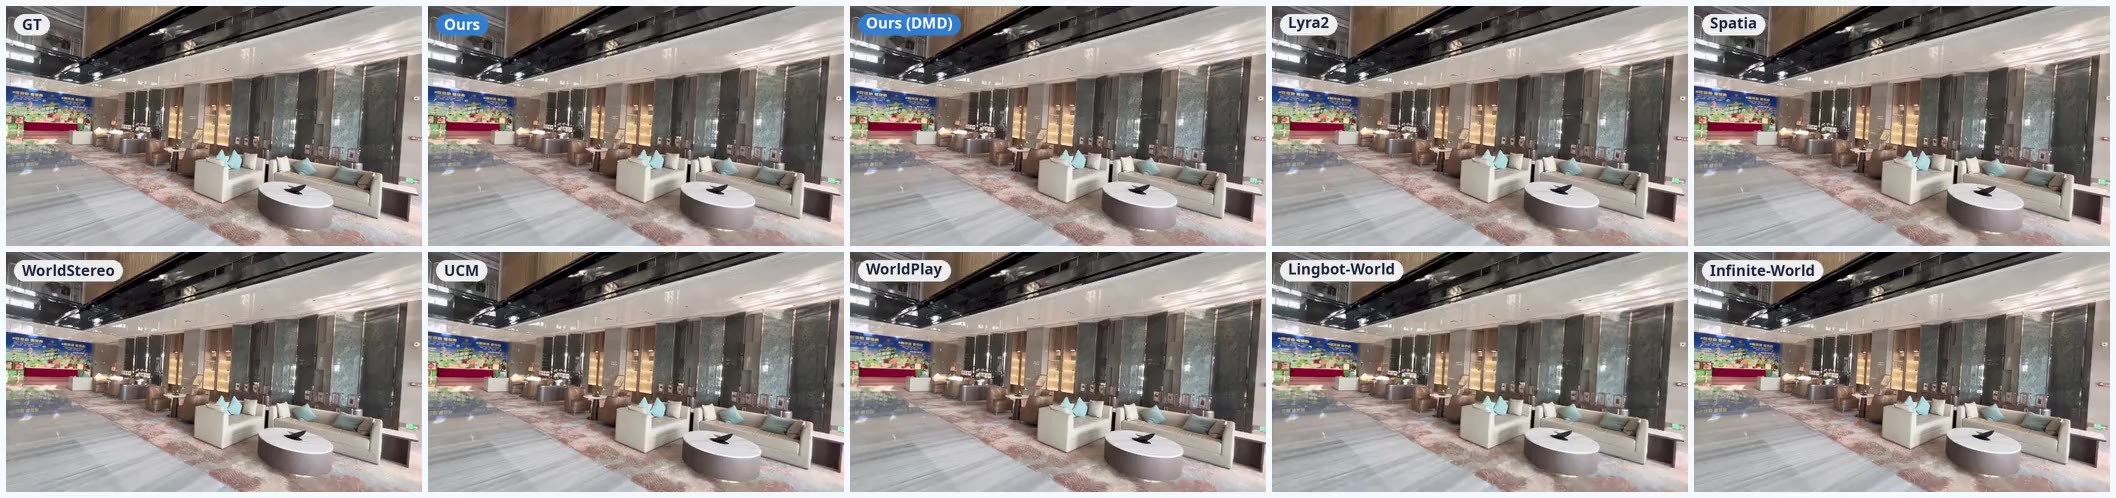 GT
Ours
Ours (DMD)
Lyra2
Spatia
WorldStereo
UCM
WorldPlay
Lingbot-World
Infinite-World